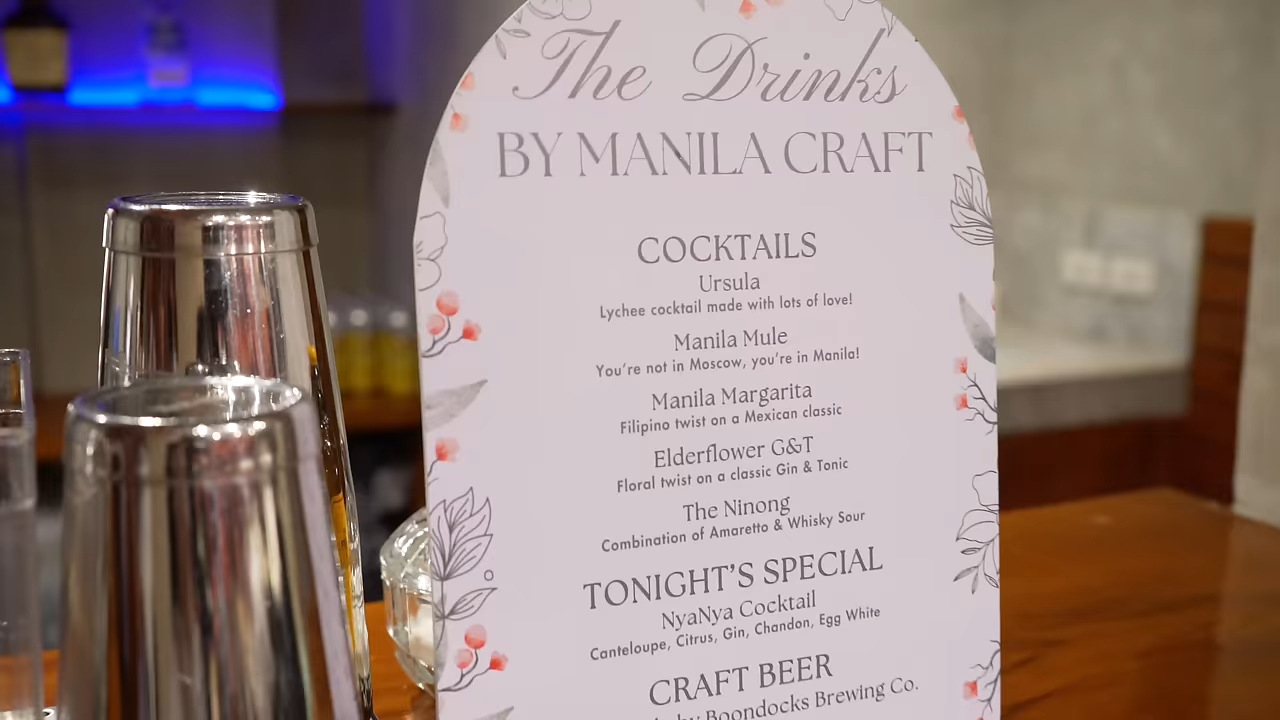 The Drinks
BY MANILA CRAFT
COCKTAILS
Ursula
Lychee cocktail made with lots of love!
Manila Mule
You're not in Moscow, you're in Manila!
Manila Margarita
Filipino twist on a Mexican classic
Elderflower G&T
Floral twist on a classic Gin & Tonic
The Ninong
Combination of Amaretto & Whisky Sour
TONIGHT'S SPECIAL
NyaNya Cocktail
Canteloupe, Citrus, Gin, Chandon, Egg White
CRAFT BEER
by Boondocks Brewing Co.